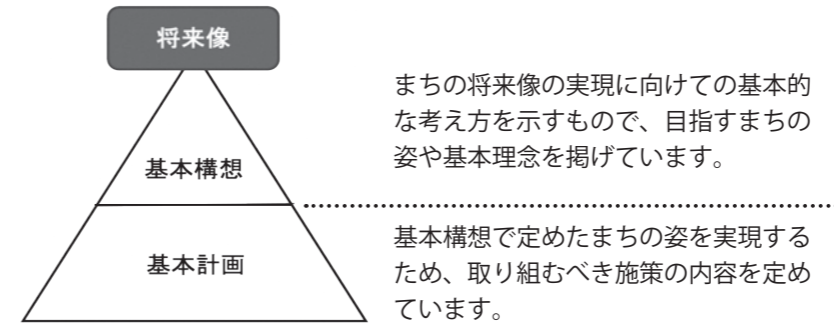 将来像
基本構想
まちの将来像の実現に向けての基本的
な考え方を示すもので、目指すまちの
姿や基本理念を掲げています。
基本計画
基本構想で定めたまちの姿を実現する
ため、取り組むべき施策の内容を定め
ています。